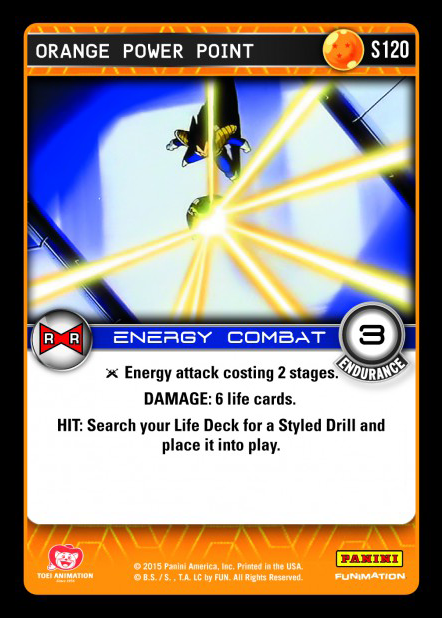 ORANGE POWER POINT
S120
R R
ENERGY COMBAT
3
ENDURANCE
Energy attack costing 2 stages.
DAMAGE: 6 life cards.
HIT: Search your Life Deck for a Styled Drill and
place it into play.
TOEI ANIMATION
Since 1956
© 2015 Panini America, Inc. Printed in the USA.
© B.S. / S. , T.A. LC by FUN. All Rights Reserved.
PANINI
FUNIMATION